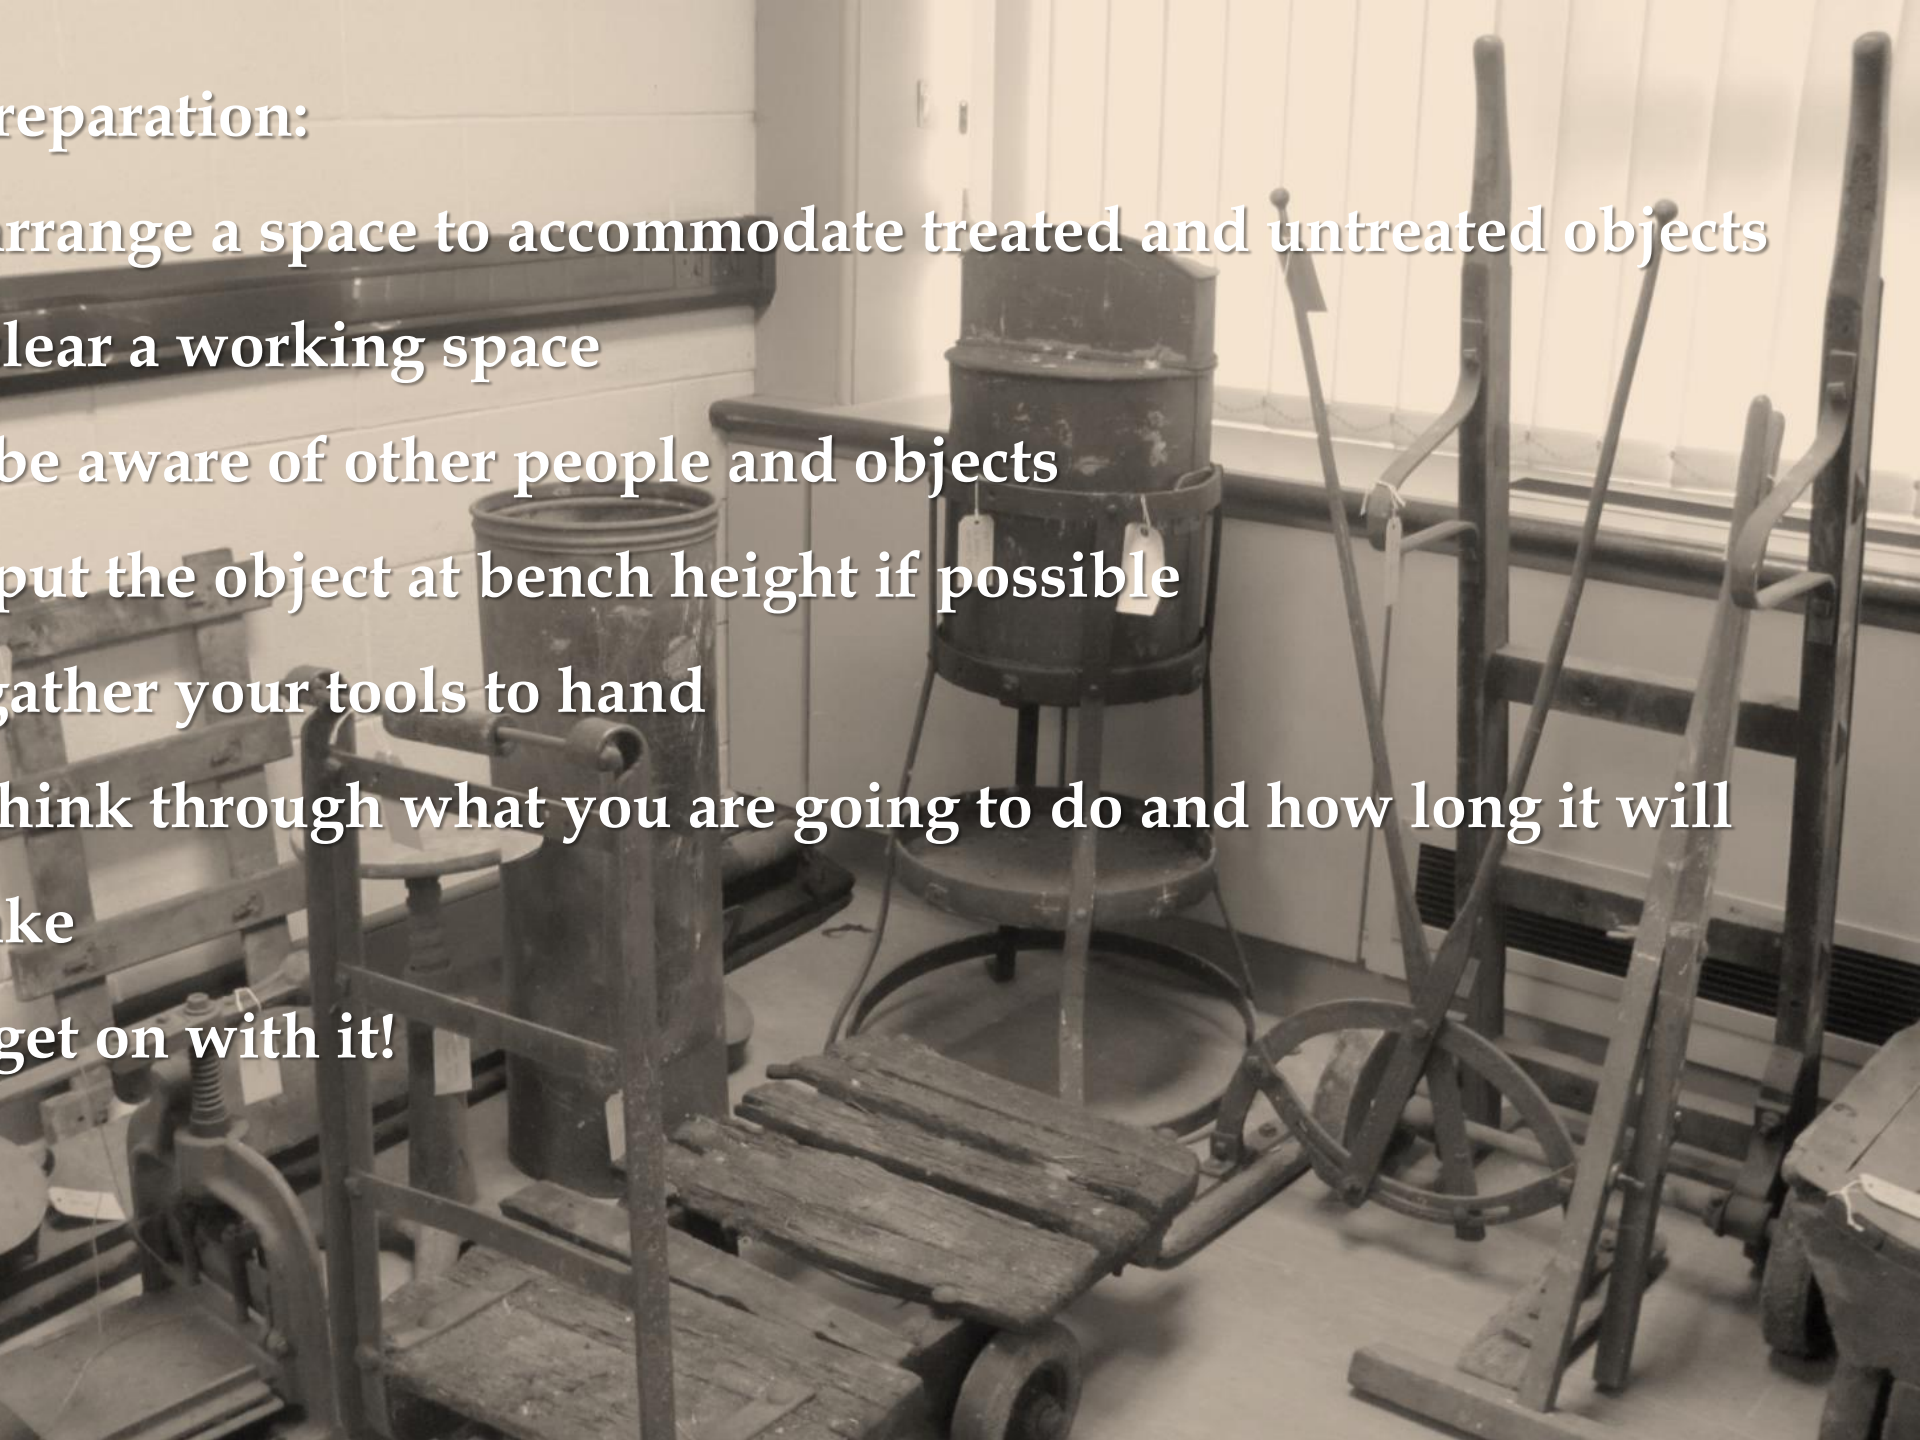 reparation:
rrange a space to accommodate treated and untreated objects
lear a working space
be aware of other people and objects
put the object at bench height if possible
gather your tools to hand
hink through what you are going to do and how long it will
ke
get on with it!